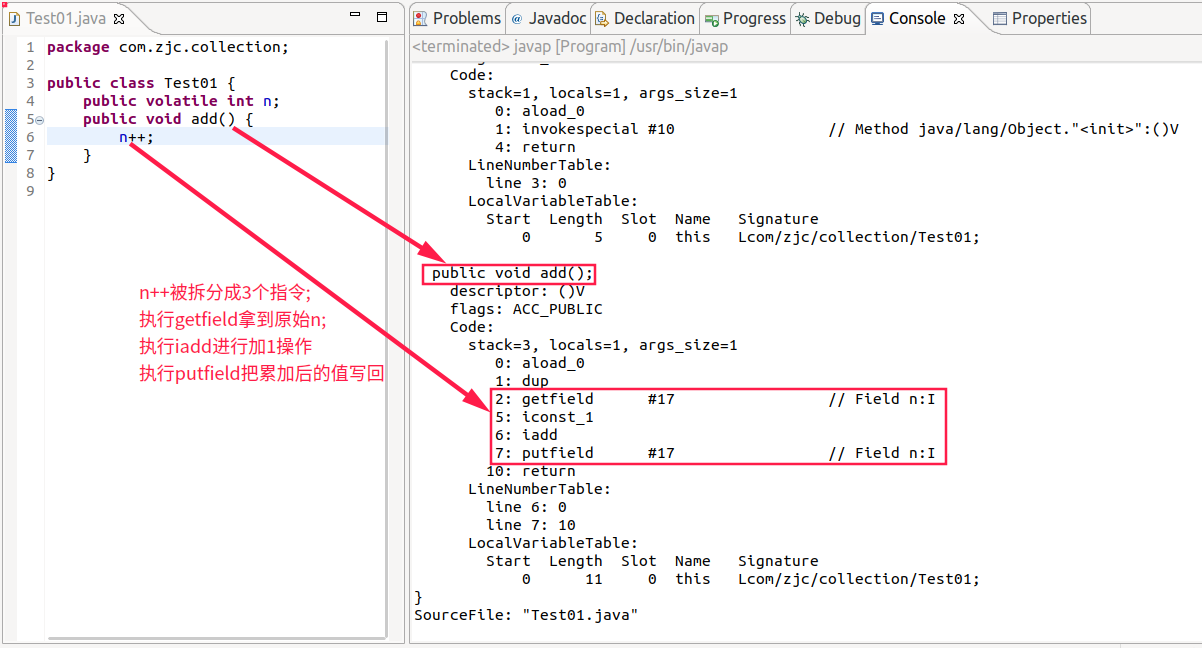 Test01.java
1 package com.zjc.collection;
2
3 public class Test01 {
4     public volatile int n;
5     public void add() {
6         n++;
7     }
8 }
9
n++被拆分成3个指令;
执行getfield拿到原始n;
执行iadd进行加1操作
执行putfield把累加后的值写回
Problems @ Javadoc Declaration Progress Debug Console Properties
<terminated> javap [Program] /usr/bin/javap
    Code:
      stack=1, locals=1, args_size=1
         0: aload_0
         1: invokespecial #10                 // Method java/lang/Object."<init>":()V
         4: return
      LineNumberTable:
        line 3: 0
      LocalVariableTable:
        Start  Length  Slot  Name   Signature
            0       5     0  this   Lcom/zjc/collection/Test01;
  public void add();
    descriptor: ()V
    flags: ACC_PUBLIC
    Code:
      stack=3, locals=1, args_size=1
         0: aload_0
         1: dup
         2: getfield      #17                 // Field n:I
         5: iconst_1
         6: iadd
         7: putfield      #17                 // Field n:I
        10: return
      LineNumberTable:
        line 6: 0
        line 7: 10
      LocalVariableTable:
        Start  Length  Slot  Name   Signature
            0      11     0  this   Lcom/zjc/collection/Test01;
}
SourceFile: "Test01.java"